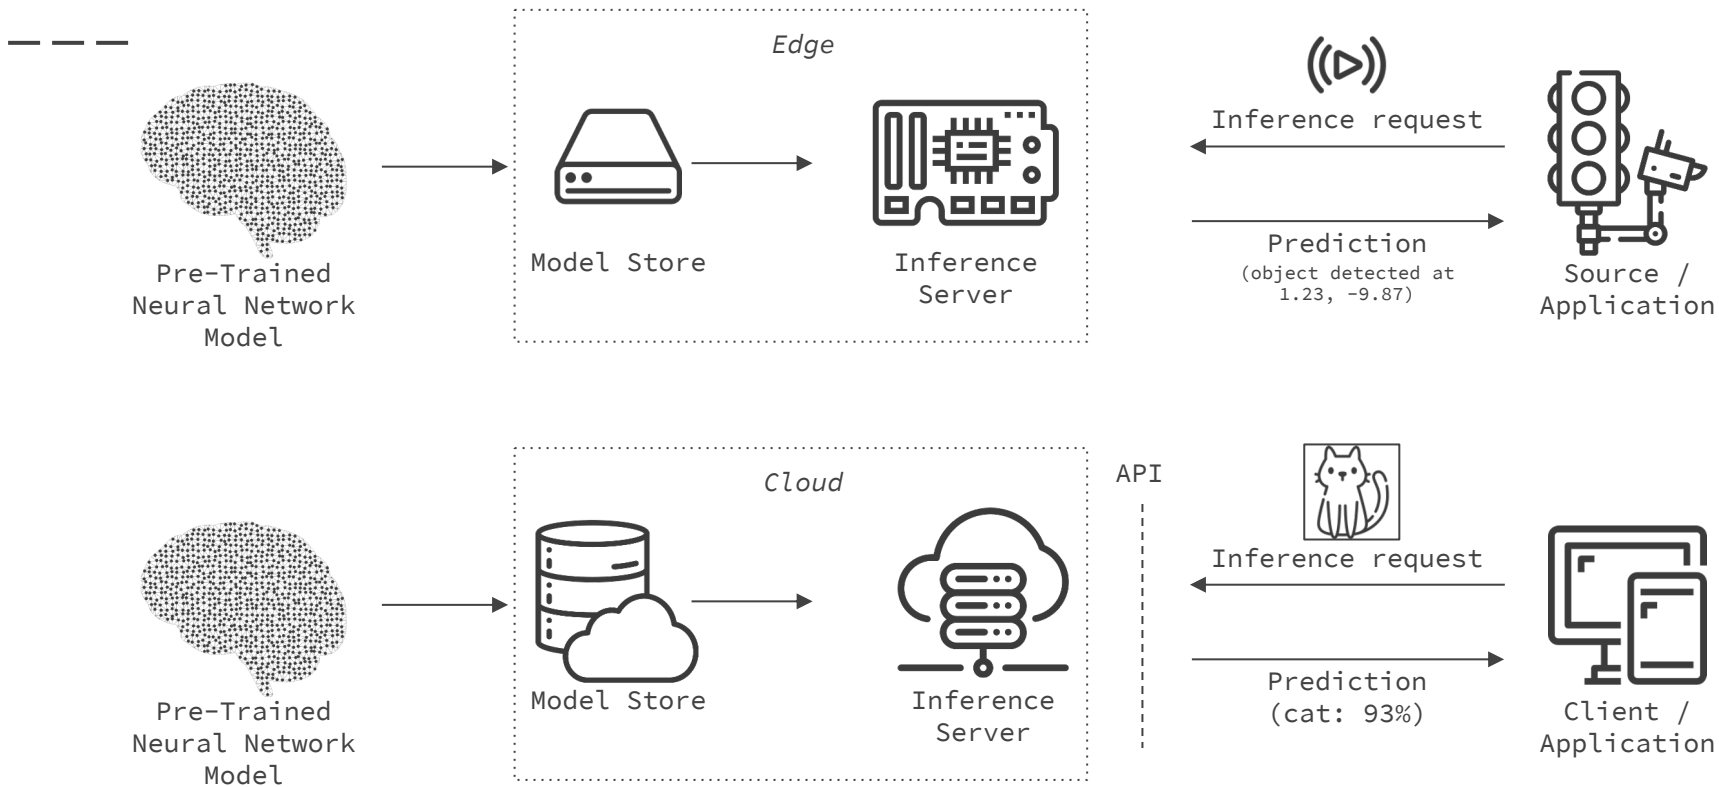 Edge
Inference request
Prediction
(object detected at
1.23, -9.87)
Model Store
Inference
Server
Pre-Trained
Neural Network
Model
Source /
Application
Cloud
API
Inference request
Prediction
(cat: 93%)
Model Store
Inference
Server
Pre-Trained
Neural Network
Model
Client /
Application